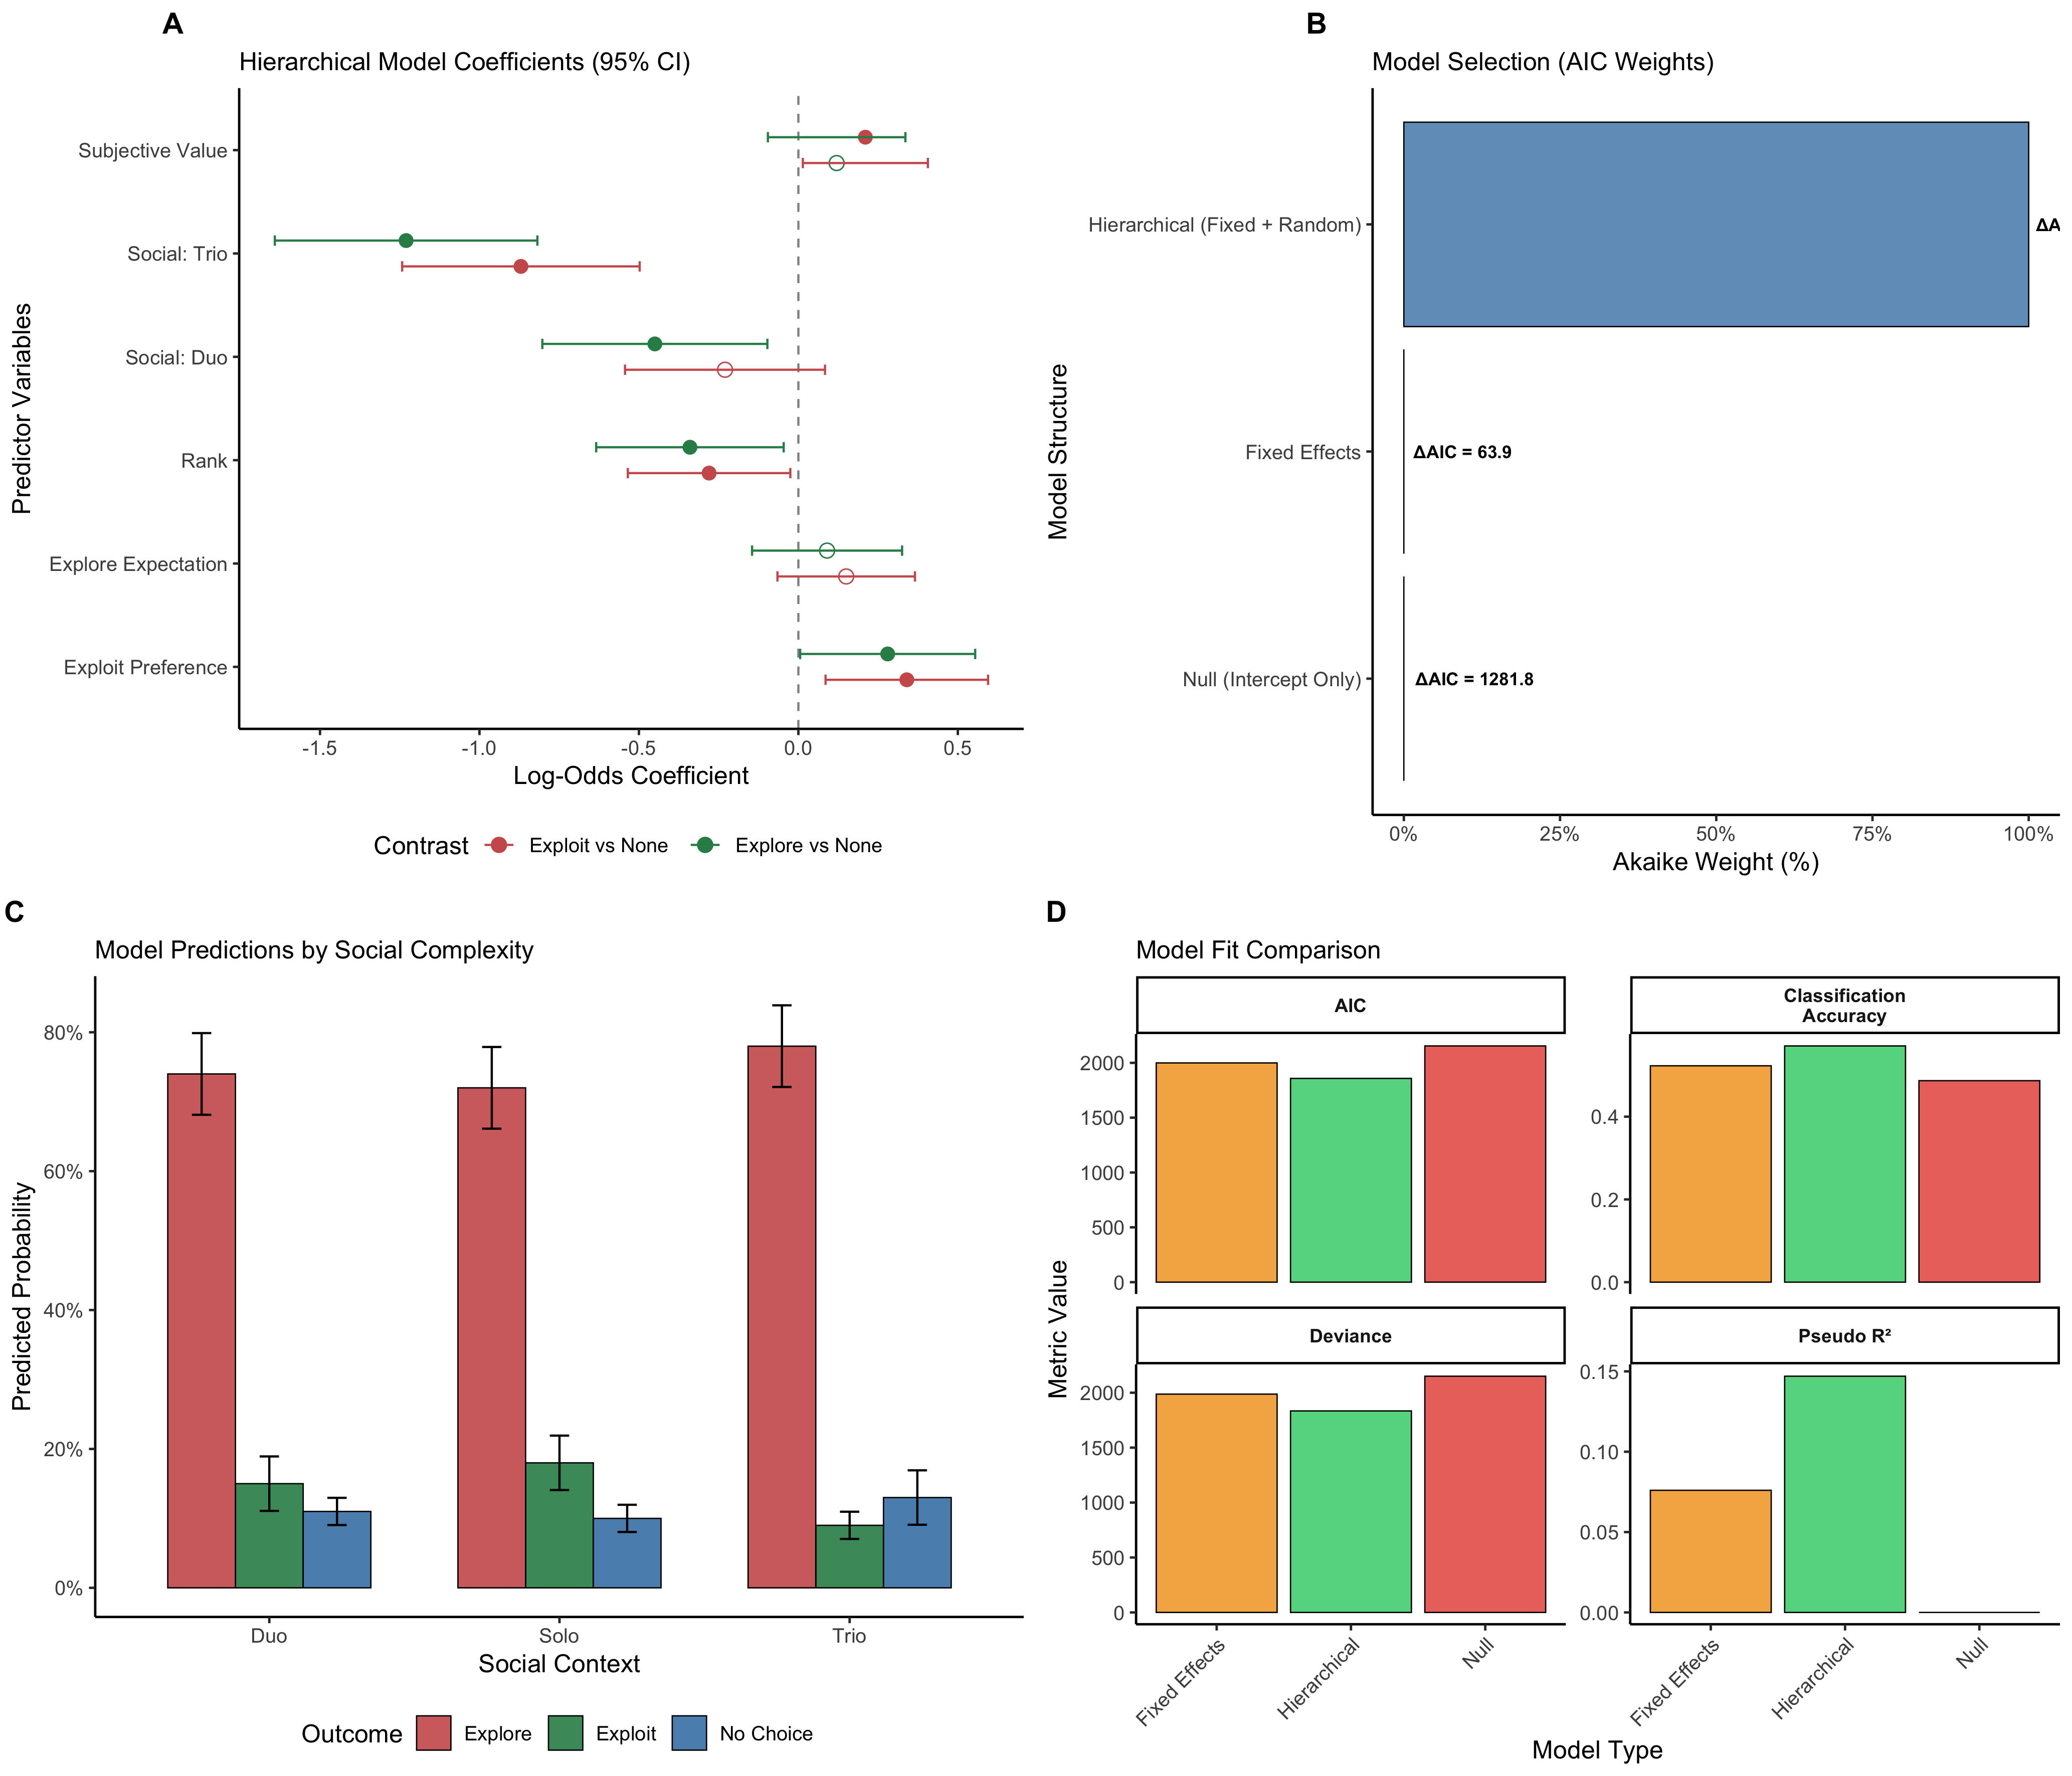 A
Hierarchical Model Coefficients (95% CI)
Predictor Variables
Subjective Value
Social: Trio
Social: Duo
Rank
Explore Expectation
Exploit Preference
-1.5
-1.0
-0.5
0.0
0.5
Log-Odds Coefficient
Contrast
Exploit vs None
Explore vs None
B
Model Selection (AIC Weights)
Model Structure
Hierarchical (Fixed + Random)
ΔA
Fixed Effects
ΔAIC = 63.9
Null (Intercept Only)
ΔAIC = 1281.8
0%
25%
50%
75%
100%
Akaike Weight (%)
C
Model Predictions by Social Complexity
Predicted Probability
80%
60%
40%
20%
0%
Duo
Solo
Trio
Social Context
Outcome
Explore
Exploit
No Choice
D
Model Fit Comparison
Metric Value
AIC
2000
1500
1000
500
0
Classification
Accuracy
0.4
0.2
0.0
Deviance
2000
1500
1000
500
0
Pseudo R²
0.15
0.10
0.05
0.00
Fixed Effects
Hierarchical
Null
Fixed Effects
Hierarchical
Null
Model Type